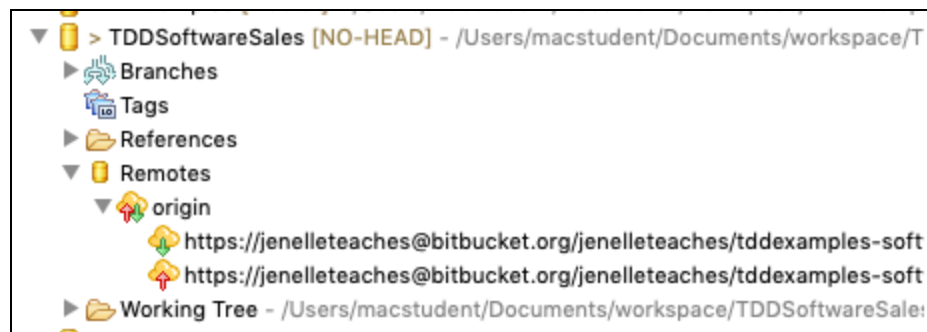 > TDDSoftwareSales [NO-HEAD] - /Users/macstudent/Documents/workspace/T
Branches
Tags
References
Remotes
origin
https://jenelleteaches@bitbucket.org/jenelleteaches/tddexamples-soft
https://jenelleteaches@bitbucket.org/jenelleteaches/tddexamples-soft
Working Tree - /Users/macstudent/Documents/workspace/TDDSoftwareSale